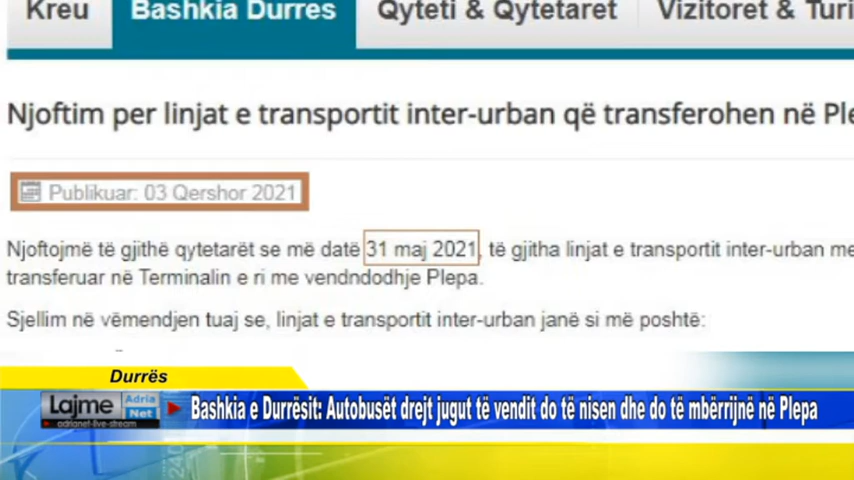 Kreu
Bashkia Durrës
Qyteti & Qytetaret
Vizitoret & Turi
Njoftim per linjat e transportit inter-urban që transferohen në Ple
Publikuar: 03 Qershor 2021
Njoftojmë të gjithë qytetarët se më datë 31 maj 2021, të gjitha linjat e transportit inter-urban me
transferuar në Terminalin e ri me vendndodhje Plepa.
Sjellim në vëmendjen tuaj se, linjat e transportit inter-urban janë si më poshtë:
Durrës
Lajme
Adria
Net
adrianet-live-stream
Bashkia e Durrësit: Autobusët drejt jugut të vendit do të nisen dhe do të mbërrijnë në Plepa